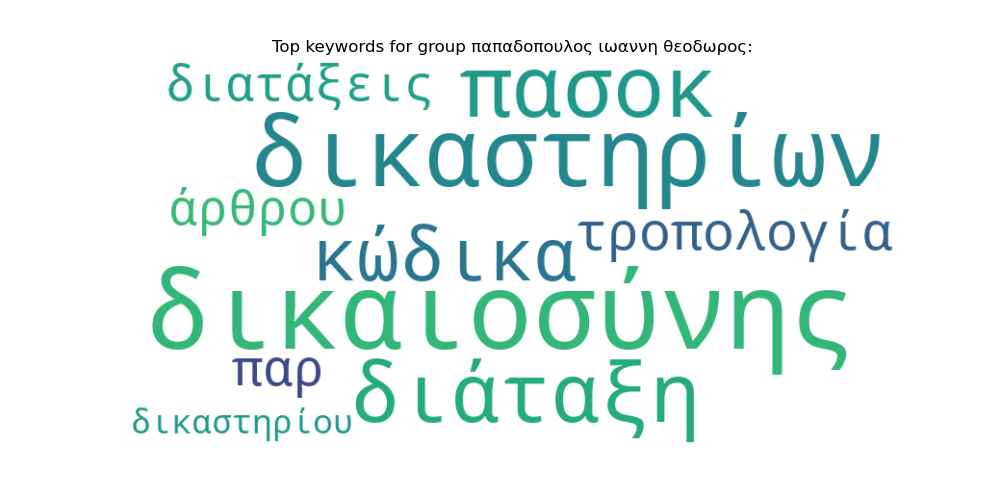 Top keywords for group παπαδοπουλος ιωαννη θεοδωρος:
διατάξεις πασοκ
δικαστηρίων
άρθρου
τροπολογία
κώδικα
δικαιοσύνης
παρ
διάταξη
δικαστηρίου